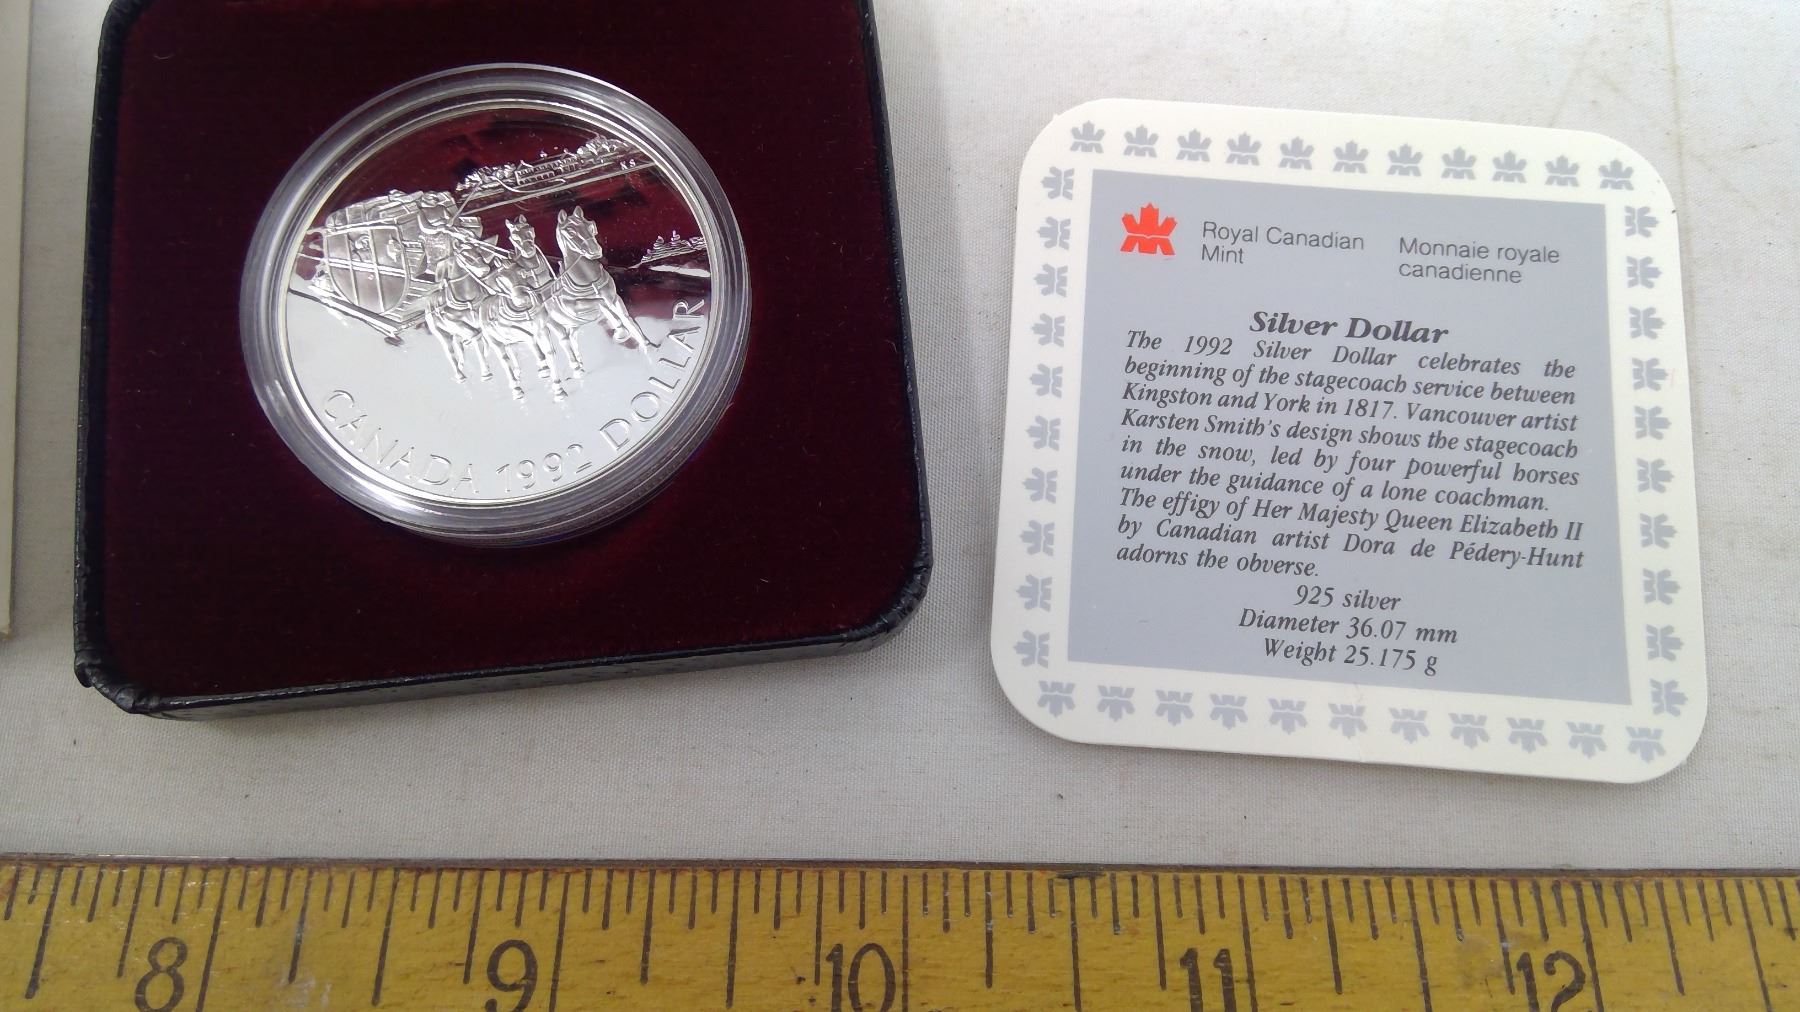 K S
CANADA 1992 DOLLAR
Royal Canadian
Mint
Monnaie royale
canadienne
Silver Dollar
The 1992 Silver Dollar celebrates the
beginning of the stagecoach service between
Kingston and York in 1817. Vancouver artist
Karsten Smith's design shows the stagecoach
in the snow, led by four powerful horses
under the guidance of a lone coachman.
The effigy of Her Majesty Queen Elizabeth II
by Canadian artist Dora de Pédery-Hunt
adorns the obverse.
925 silver
Diameter 36.07 mm
Weight 25.175 g
8 9 10 11 12